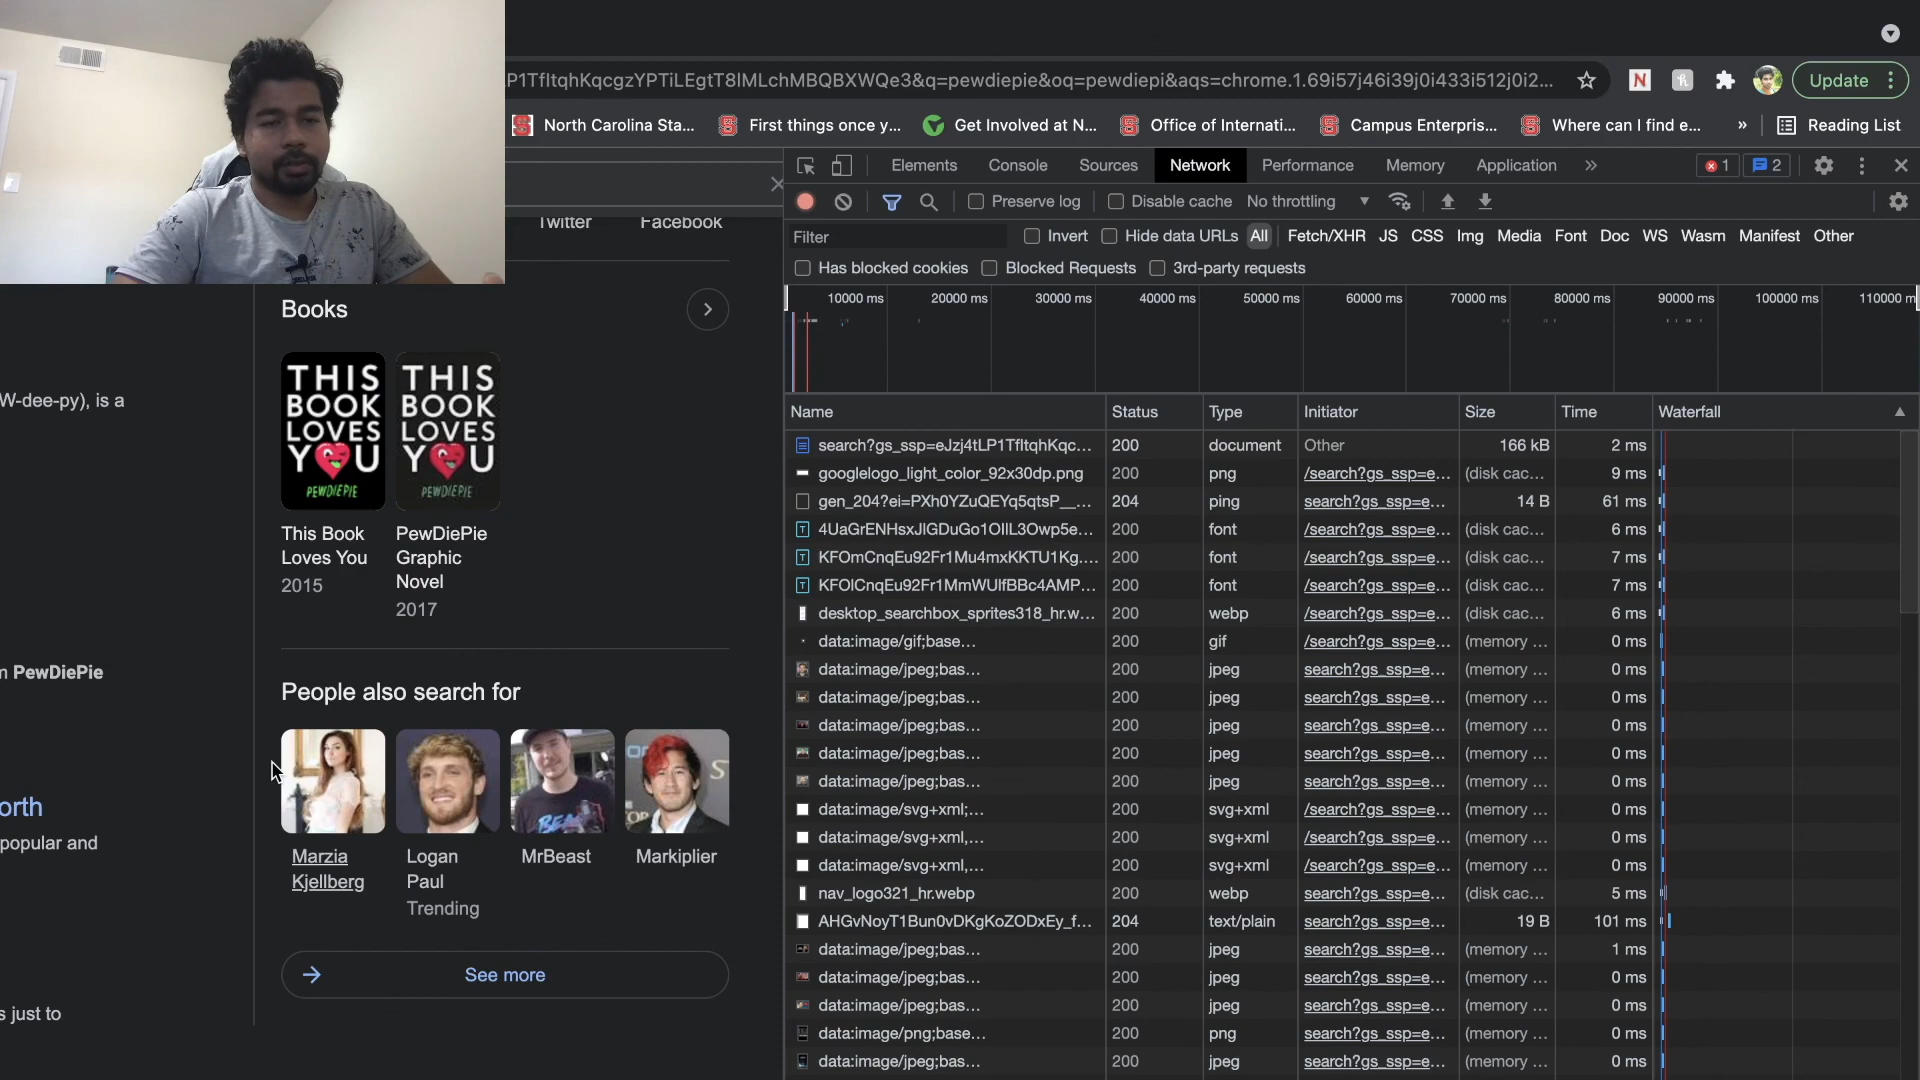 P1TfItqhKqcgzYPTiLEgtT8IMLchMBQBXWQe3&q=pewdiepie&oq=pewdiepi&aqs=chrome.1.69i57j46i39j0i433i512j0i2...
Update
North Carolina Sta...
First things once y...
Get Involved at N...
Office of Internati...
Campus Enterpris...
Where can I find e...
»
Reading List
Elements Console Sources Network Performance Memory Application » 1 2
Preserve log Disable cache No throttling
Filter Invert Hide data URLs All Fetch/XHR JS CSS Img Media Font Doc WS Wasm Manifest Other
Has blocked cookies Blocked Requests 3rd-party requests
10000 ms 20000 ms 30000 ms 40000 ms 50000 ms 60000 ms 70000 ms 80000 ms 90000 ms 100000 ms 110000 m
Name Status Type Initiator Size Time Waterfall
search?gs_ssp=eJzj4tLP1TfItqhKqc... 200 document Other 166 kB 2 ms
googlelogo_light_color_92x30dp.png 200 png /search?gs_ssp=e... (disk cac... 9 ms
gen_204?ei=PXh0YZuQEYq5qtsP__... 204 ping search?gs_ssp=e... 14 B 61 ms
4UaGrENHsxJlGDuGo1OIlL3Owp5e... 200 font /search?gs_ssp=e... (disk cac... 6 ms
KFOmCnqEu92Fr1Mu4mxKKTU1Kg.... 200 font /search?gs_ssp=e... (disk cac... 7 ms
KFOlCnqEu92Fr1MmWUlfBBc4AMP... 200 font /search?gs_ssp=e... (disk cac... 7 ms
desktop_searchbox_sprites318_hr.w... 200 webp /search?gs_ssp=e... (disk cac... 6 ms
data:image/gif;base... 200 gif /search?gs_ssp=e... (memory ... 0 ms
data:image/jpeg;bas... 200 jpeg search?gs_ssp=e... (memory ... 0 ms
data:image/jpeg;bas... 200 jpeg search?gs_ssp=e... (memory ... 0 ms
data:image/jpeg;bas... 200 jpeg search?gs_ssp=e... (memory ... 0 ms
data:image/jpeg;bas... 200 jpeg search?gs_ssp=e... (memory ... 0 ms
data:image/jpeg;bas... 200 jpeg search?gs_ssp=e... (memory ... 0 ms
data:image/svg+xml;... 200 svg+xml /search?gs_ssp=e... (memory ... 0 ms
data:image/svg+xml,... 200 svg+xml /search?gs_ssp=e... (memory ... 0 ms
data:image/svg+xml,... 200 svg+xml /search?gs_ssp=e... (memory ... 0 ms
nav_logo321_hr.webp 200 webp search?gs_ssp=e... (disk cac... 5 ms
AHGvNoyT1Bun0vDKgKoZODxEy_f... 204 text/plain search?gs_ssp=e... 19 B 101 ms
data:image/jpeg;bas... 200 jpeg search?gs_ssp=e... (memory ... 1 ms
data:image/jpeg;bas... 200 jpeg search?gs_ssp=e... (memory ... 0 ms
data:image/jpeg;bas... 200 jpeg search?gs_ssp=e... (memory ... 0 ms
data:image/png;base... 200 png search?gs_ssp=e... (memory ... 0 ms
data:image/jpeg;bas... 200 jpeg search?gs_ssp=e... (memory ... 0 ms
Twitter Facebook
Books
THIS
BOOK
LOVES
YOU
PEWDIEPIE
THIS
BOOK
LOVES
YOU
PEWDIEPIE
This Book
Loves You
2015
PewDiePie
Graphic
Novel
2017
People also search for
Marzia
Kjellberg
Logan
Paul
Trending
MrBeast
Markiplier
See more
W-dee-py), is a
n PewDiePie
orth
popular and
s just to